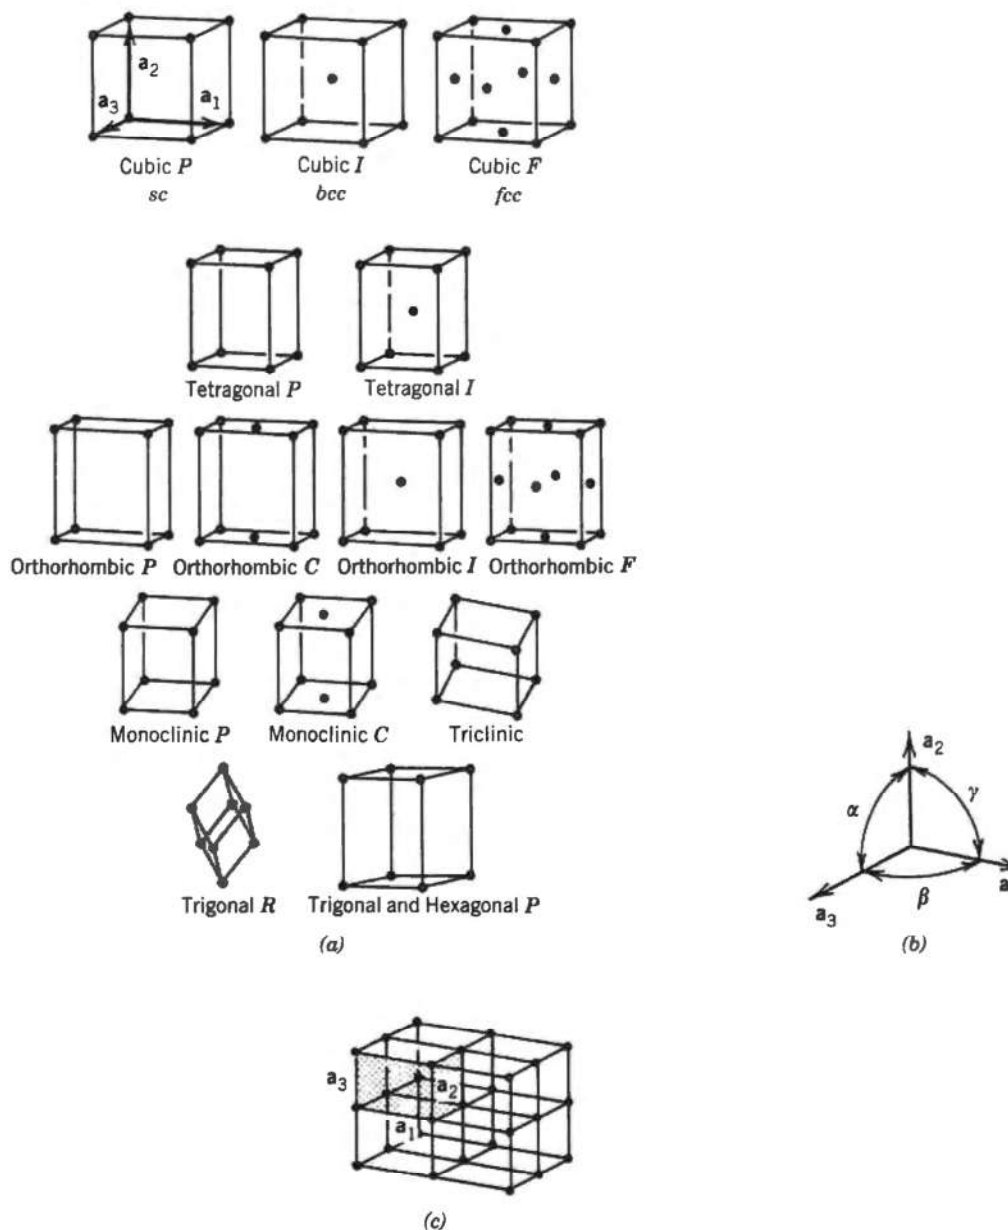 a2
a3 a1
Cubic P Cubic I Cubic F
sc bcc fcc
Tetragonal P Tetragonal I
Orthorhombic P Orthorhombic C Orthorhombic I Orthorhombic F
Monoclinic P Monoclinic C Triclinic
a2
α γ
a
β
a3
Trigonal R Trigonal and Hexagonal P
(a) (b)
a3 a2
a1
(c)